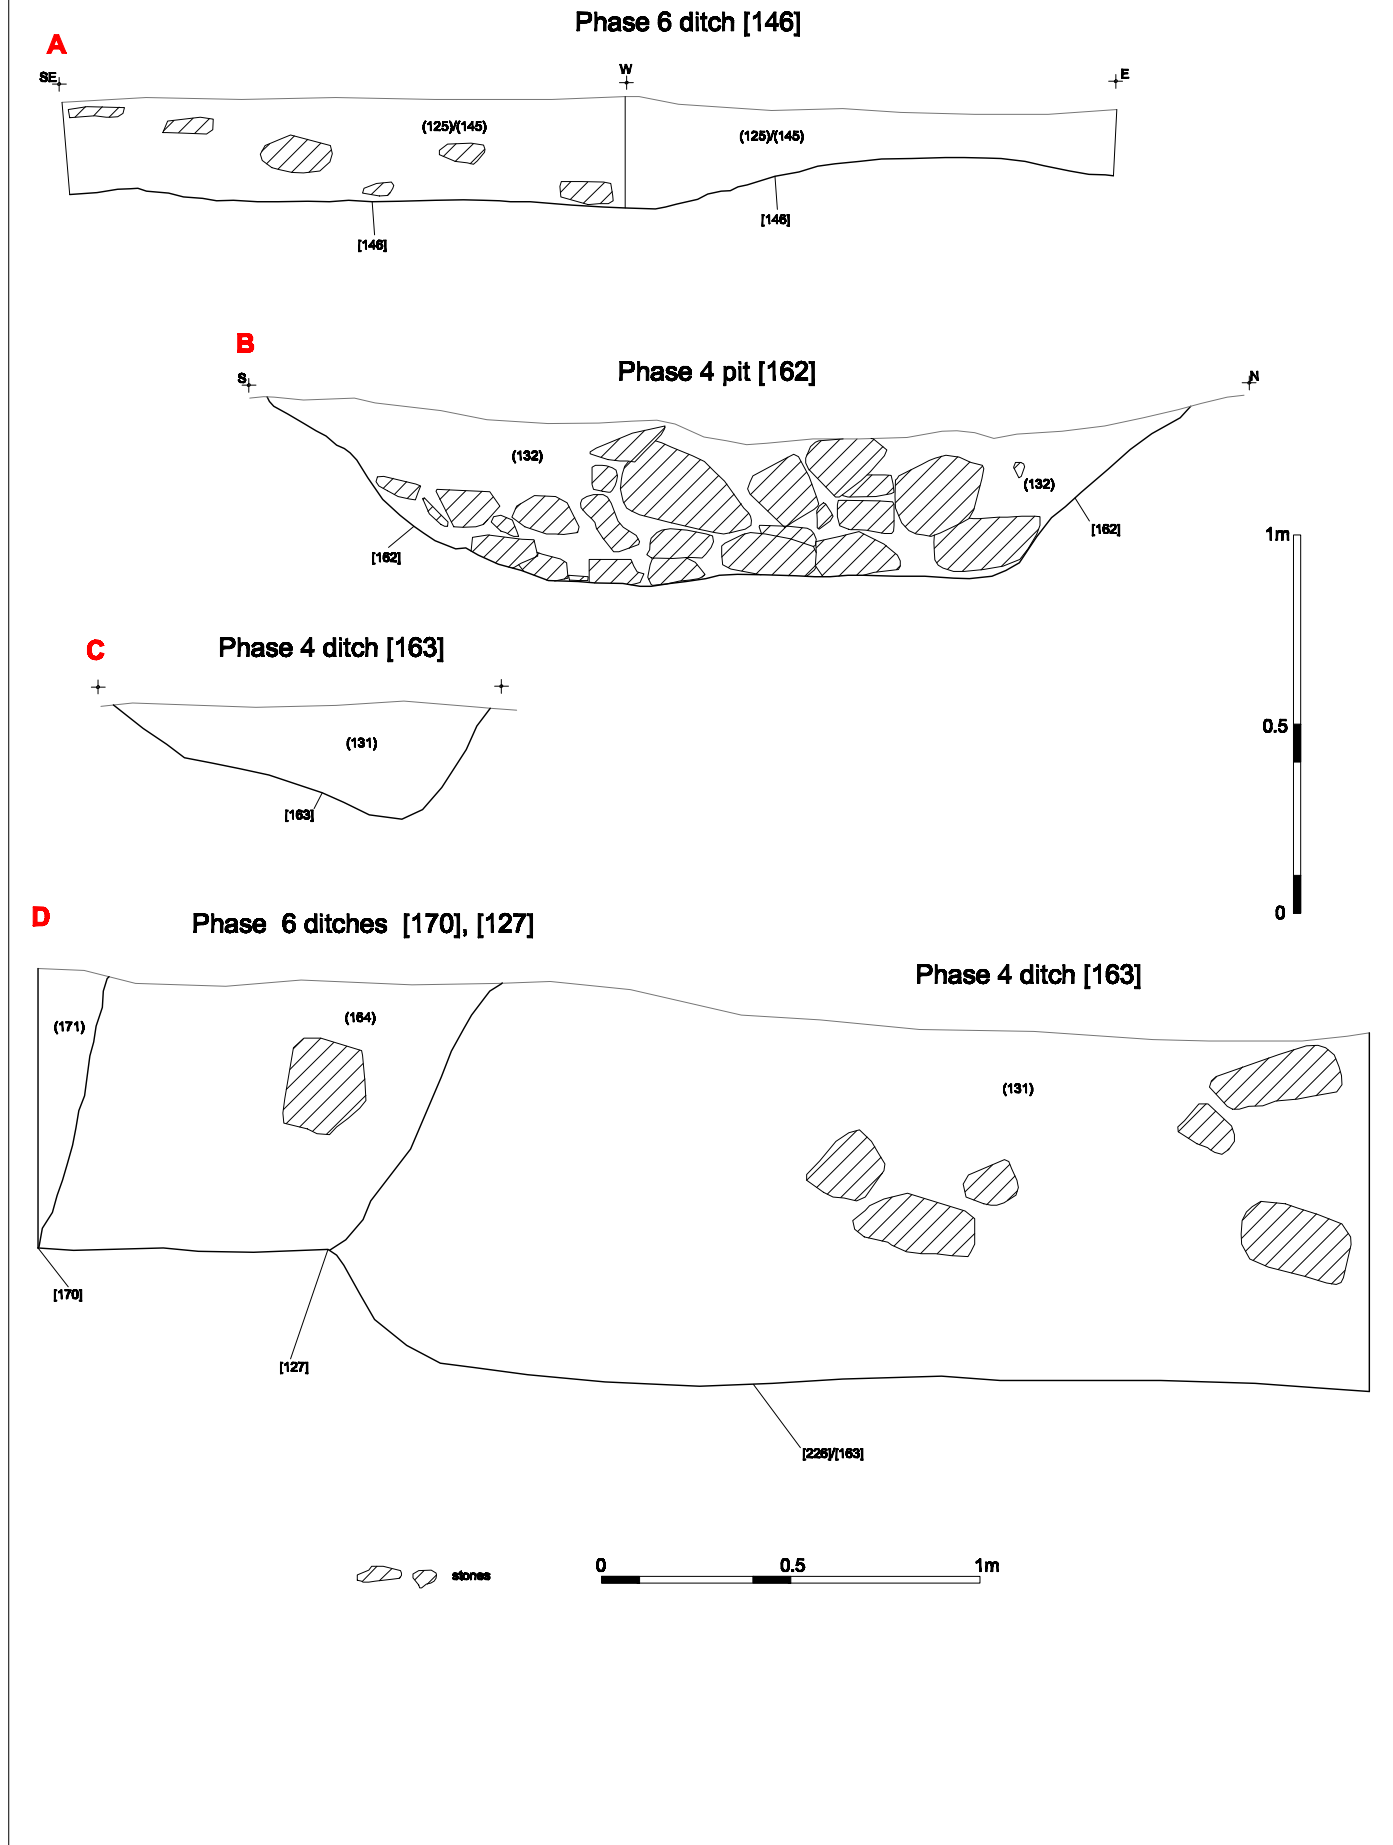 Phase 6 ditch [146]
A
SE
W
E
(125)/(145)
(125)/(145)
[146]
[146]
B
Phase 4 pit [162]
S
N
(132)
(132)
[162]
[162]
1m
0.5
0
C
Phase 4 ditch [163]
(131)
[163]
D
Phase 6 ditches [170], [127]
Phase 4 ditch [163]
(171)
(164)
(131)
[170]
[127]
[226]/[163]
stones
0 0.5 1m